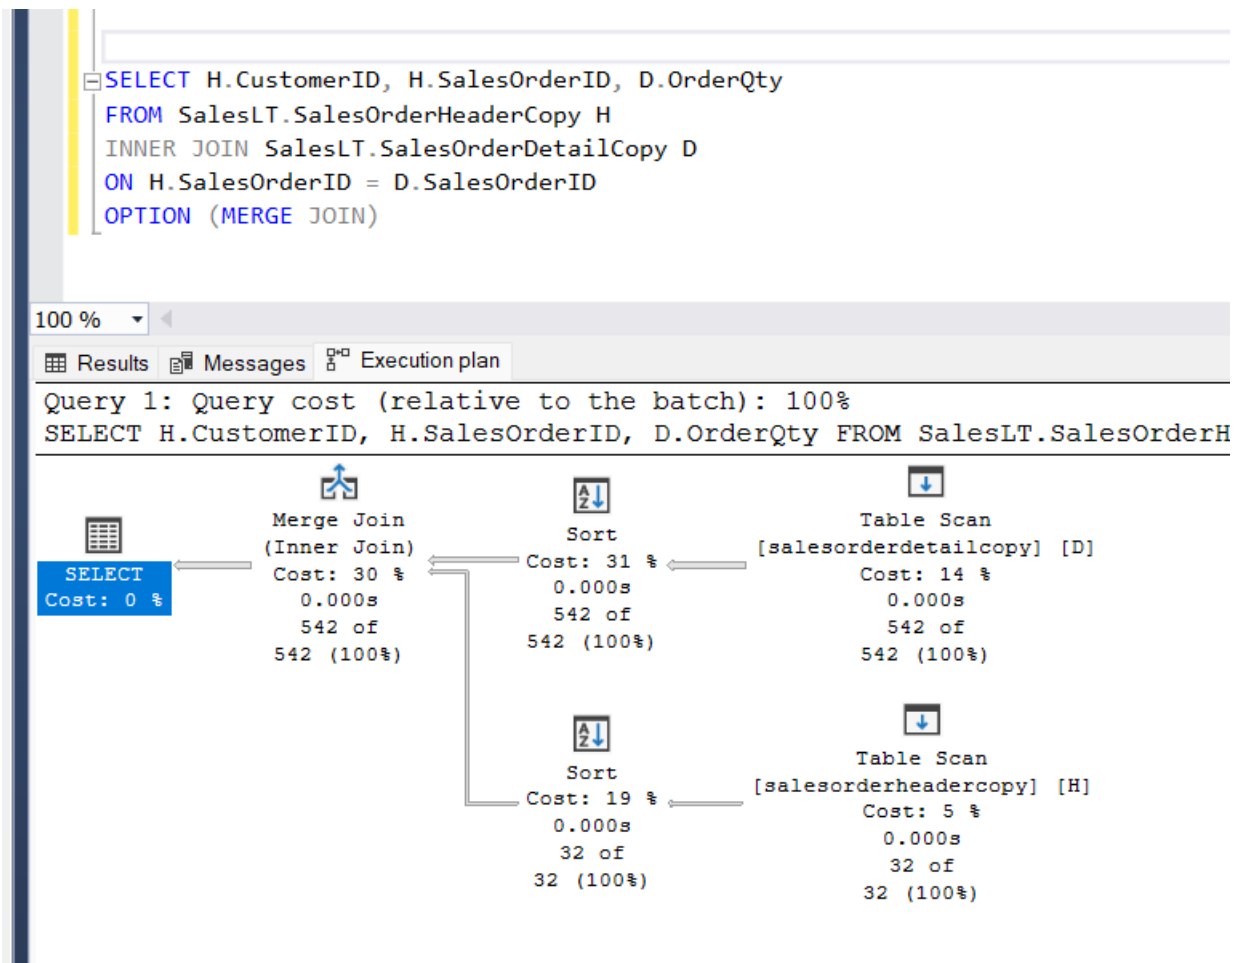 SELECT H.CustomerID, H.SalesOrderID, D.OrderQty
FROM SalesLT.SalesOrderHeaderCopy H
INNER JOIN SalesLT.SalesOrderDetailCopy D
ON H.SalesOrderID = D.SalesOrderID
OPTION (MERGE JOIN)
100 %
Results Messages Execution plan
Query 1: Query cost (relative to the batch): 100%
SELECT H.CustomerID, H.SalesOrderID, D.OrderQty FROM SalesLT.SalesOrderH
SELECT
Cost: 0 %
Merge Join
(Inner Join)
Cost: 30 %
0.000s
542 of
542 (100%)
Sort
Cost: 31 %
0.000s
542 of
542 (100%)
Table Scan
[salesorderdetailcopy] [D]
Cost: 14 %
0.000s
542 of
542 (100%)
Sort
Cost: 19 %
0.000s
32 of
32 (100%)
Table Scan
[salesorderheadercopy] [H]
Cost: 5 %
0.000s
32 of
32 (100%)